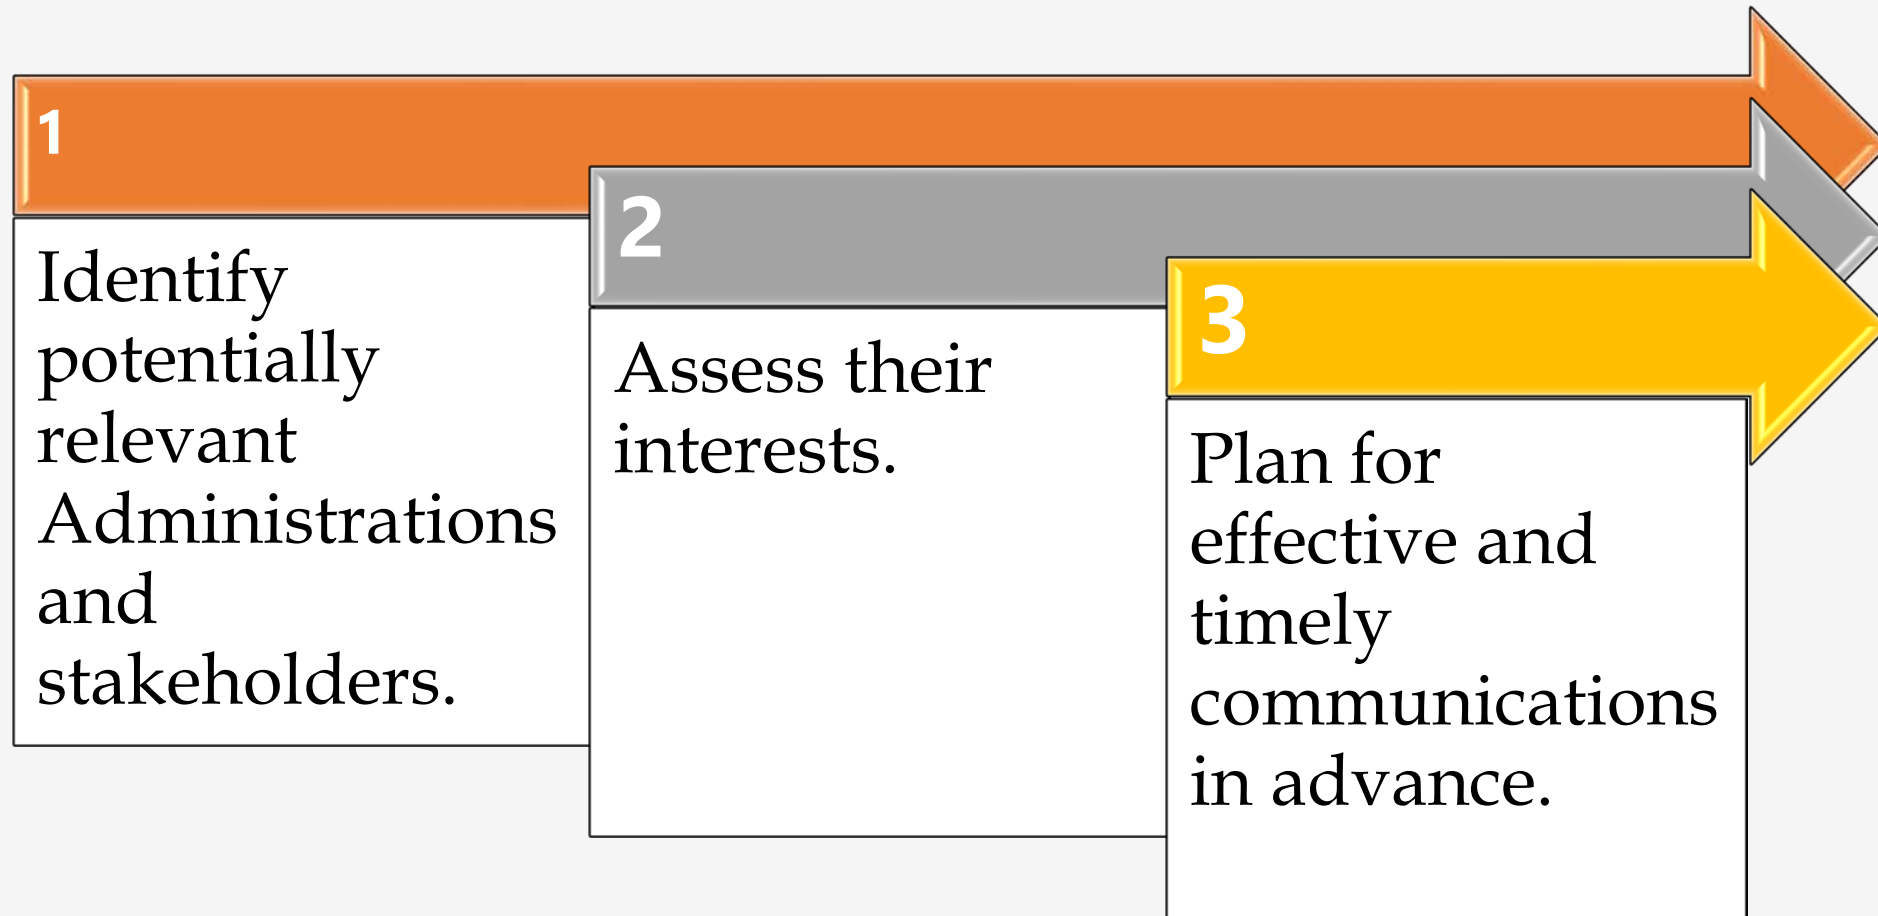 1
Identify
potentially
relevant
Administrations
and
stakeholders.
2
Assess their
interests.
3
Plan for
effective and
timely
communications
in advance.